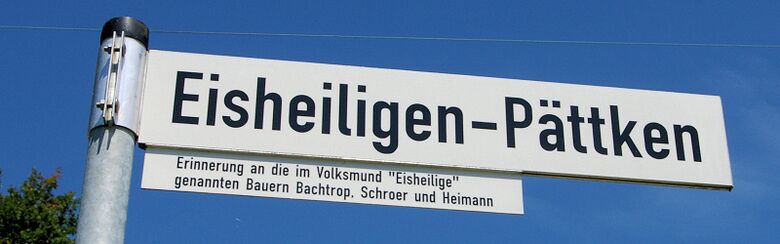 Eisheiligen-Pättken
Erinnerung an die im Volksmund "Eisheilige"
genannten Bauern Bachtrop, Schroer und Heimann